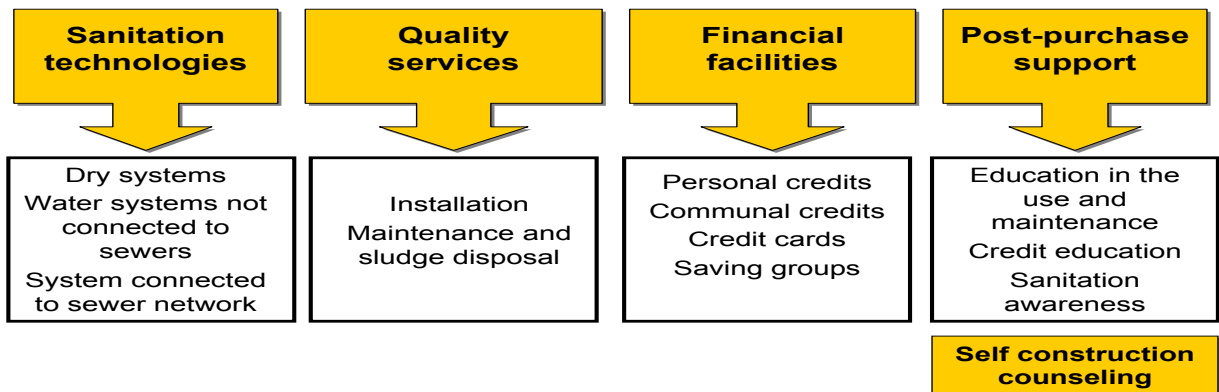 Sanitation
technologies
Quality
services
Financial
facilities
Post-purchase
support
Dry systems
Water systems not
connected to
sewers
System connected
to sewer network
Installation
Maintenance and
sludge disposal
Personal credits
Communal credits
Credit cards
Saving groups
Education in the
use and
maintenance
Credit education
Sanitation
awareness
Self construction
counseling